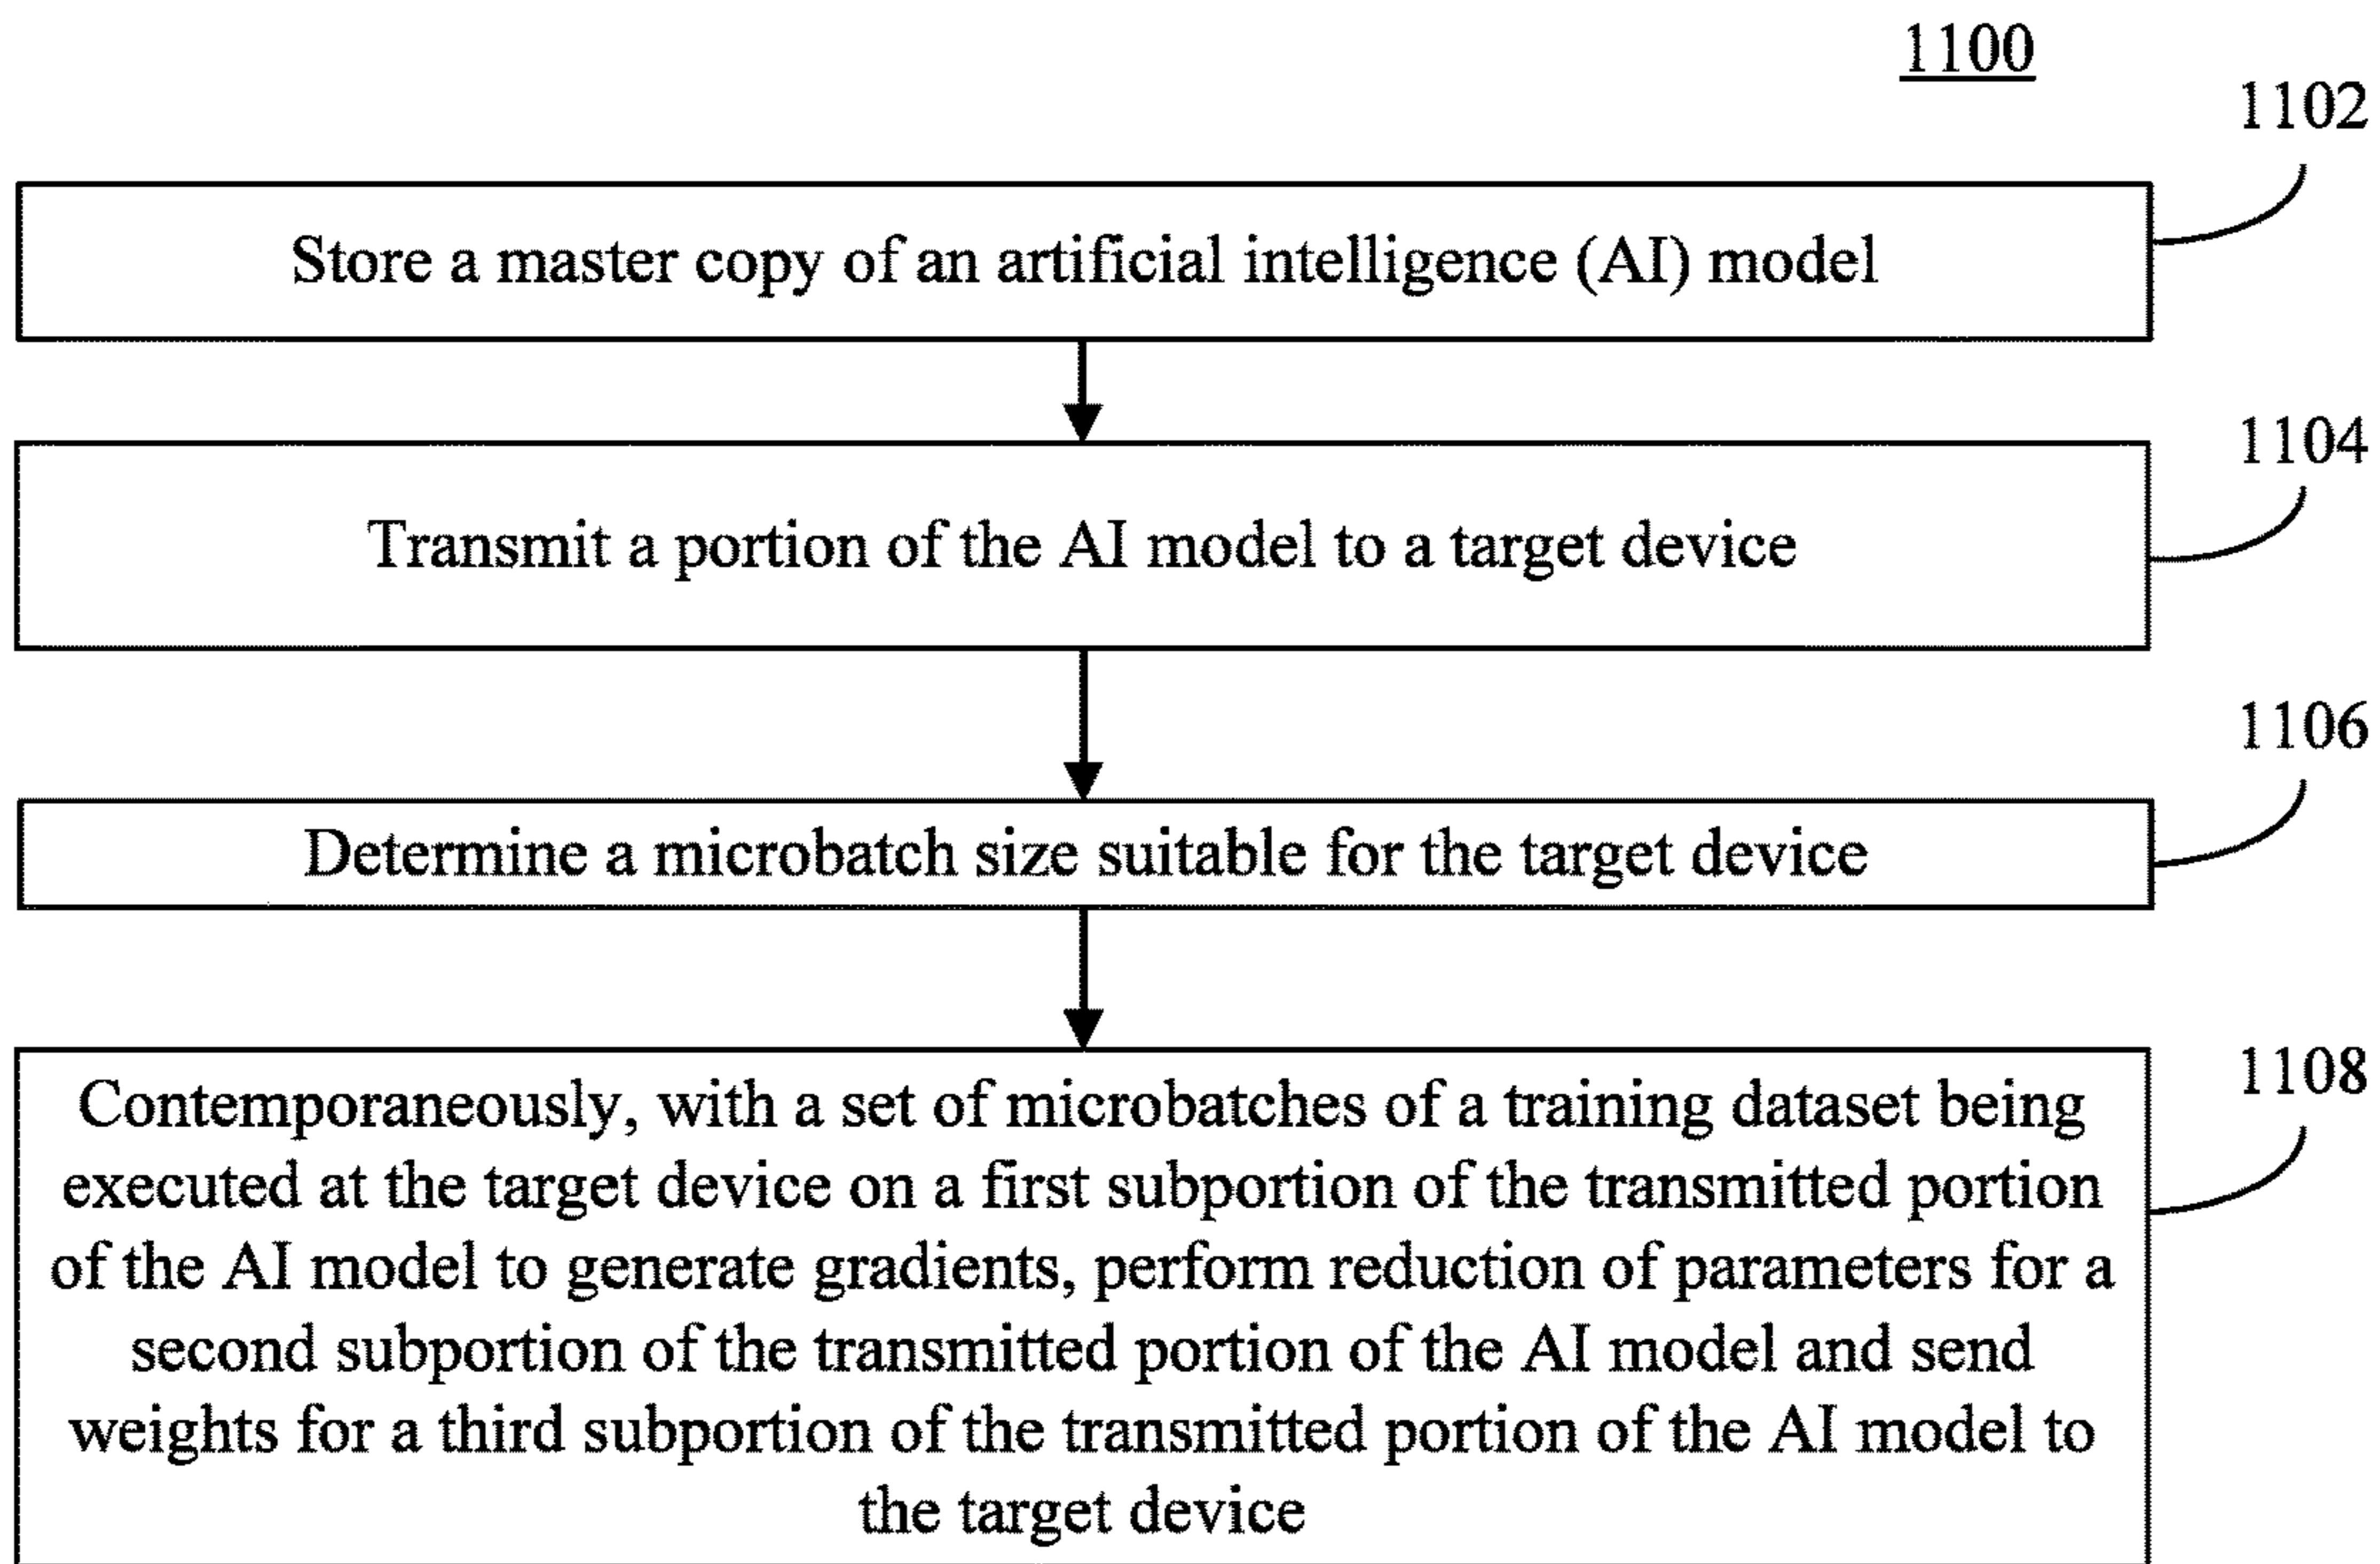 1100
1102
Store a master copy of an artificial intelligence (AI) model
1104
Transmit a portion of the AI model to a target device
1106
Determine a microbatch size suitable for the target device
1108
Contemporaneously, with a set of microbatches of a training dataset being
executed at the target device on a first subportion of the transmitted portion
of the AI model to generate gradients, perform reduction of parameters for a
second subportion of the transmitted portion of the AI model and send
weights for a third subportion of the transmitted portion of the AI model to
the target device